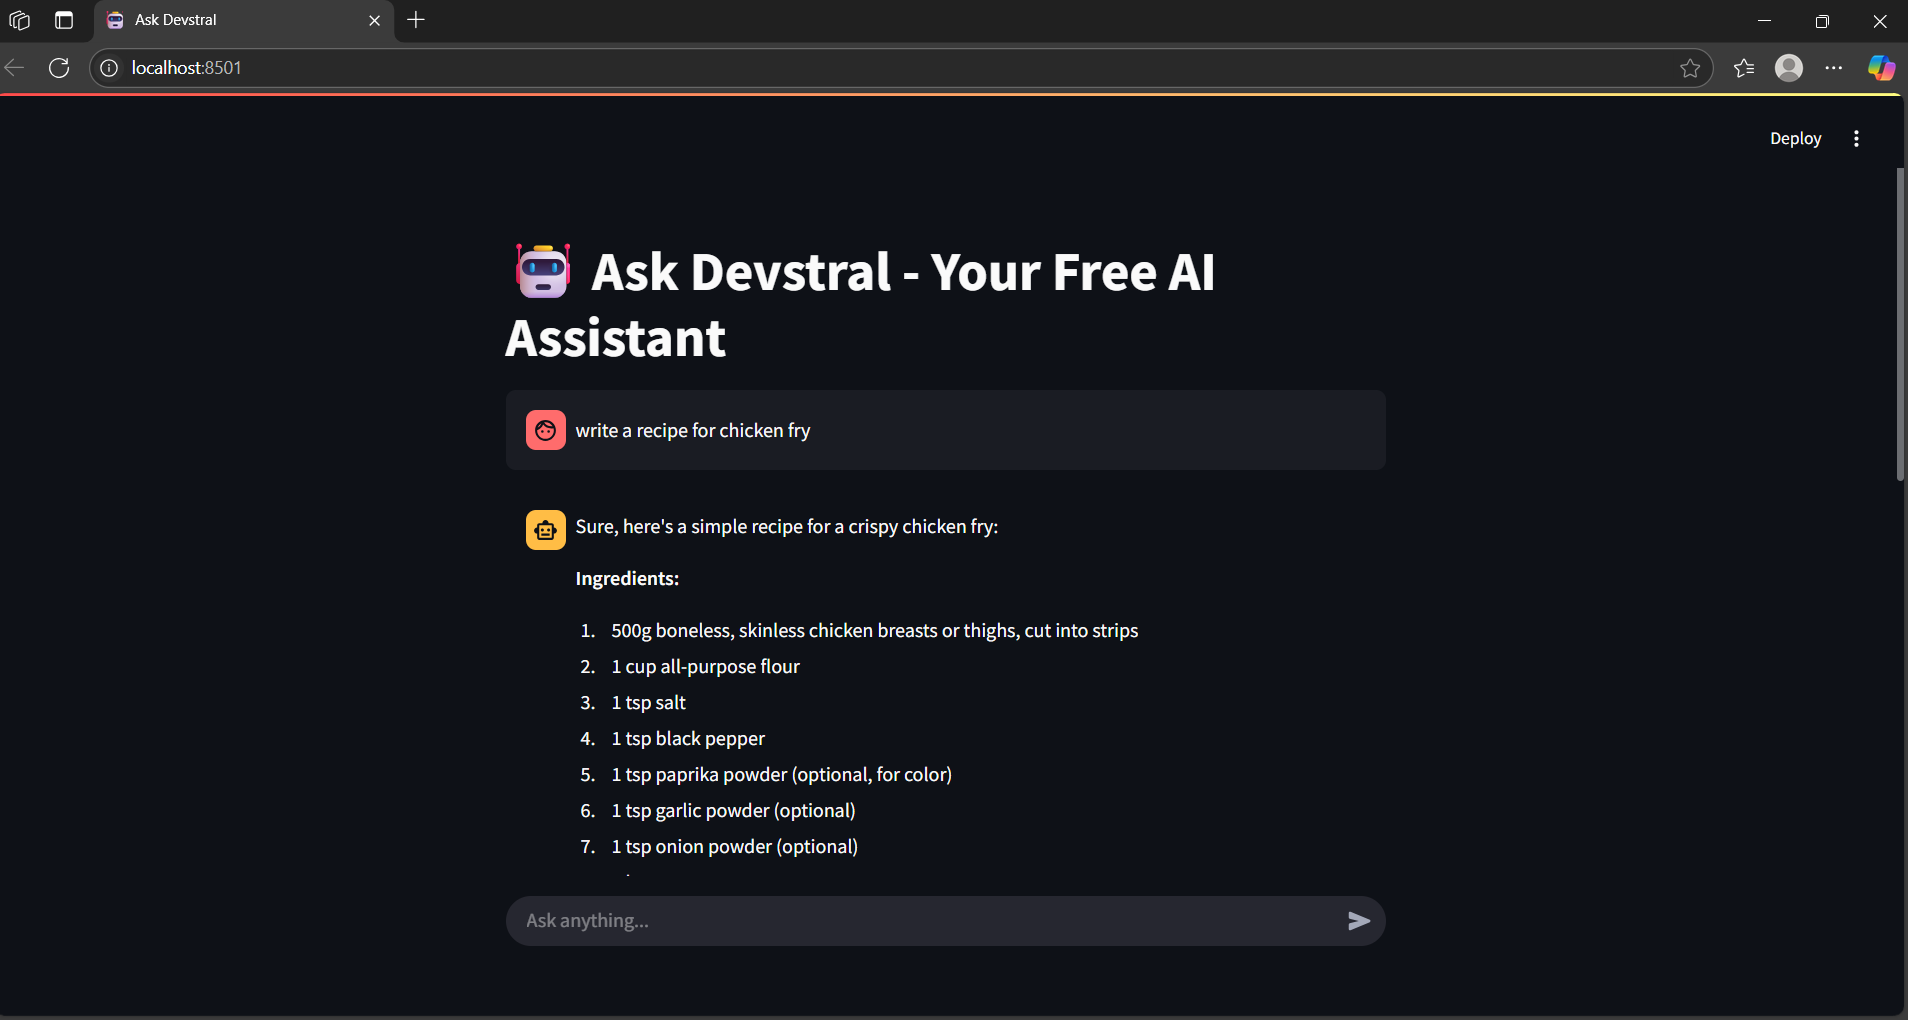 Ask Devstral
localhost:8501
Deploy
Ask Devstral - Your Free AI
Assistant
write a recipe for chicken fry
Sure, here's a simple recipe for a crispy chicken fry:
Ingredients:
1. 500g boneless, skinless chicken breasts or thighs, cut into strips
2. 1 cup all-purpose flour
3. 1 tsp salt
4. 1 tsp black pepper
5. 1 tsp paprika powder (optional, for color)
6. 1 tsp garlic powder (optional)
7. 1 tsp onion powder (optional)
Ask anything...